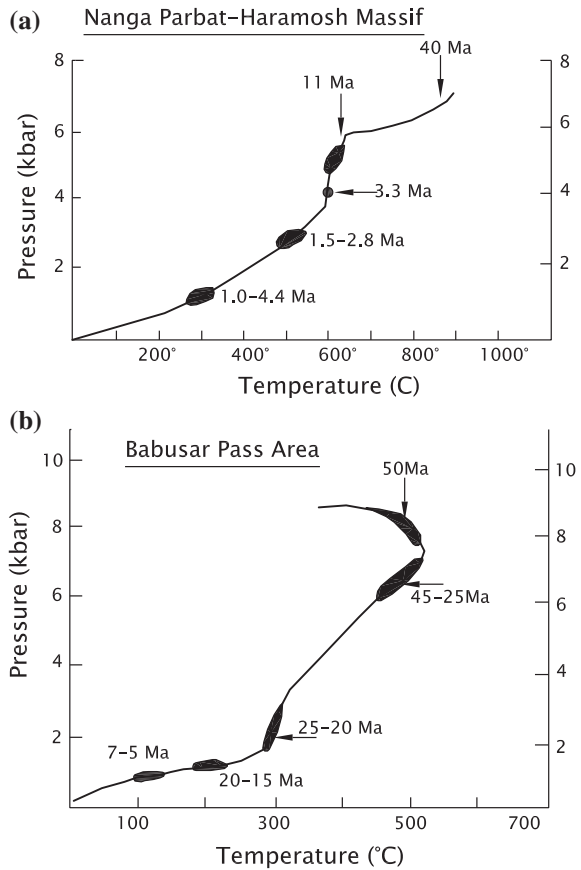 (a) Nanga Parbat–Haramosh Massif
8
6
4
2
Pressure (kbar)
40 Ma
11 Ma
3.3 Ma
1.5–2.8 Ma
1.0–4.4 Ma
8
6
4
2
200° 400° 600° 800° 1000°
Temperature (C)
(b)
Babusar Pass Area
10
8
6
4
2
Pressure (kbar)
50Ma
45–25Ma
25–20 Ma
7–5 Ma
20–15 Ma
10
8
6
4
2
100 300 500 700
Temperature (°C)